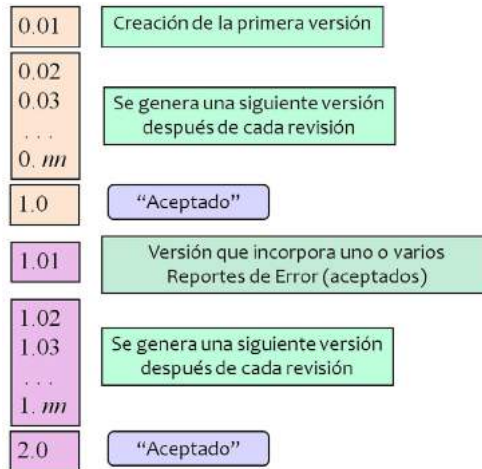 0.01
Creación de la primera versión
0.02
0.03
. . .
0. nn
Se genera una siguiente versión
después de cada revisión
1.0
“Aceptado”
1.01
Versión que incorpora uno o varios
Reportes de Error (aceptados)
1.02
1.03
. . .
1. nn
Se genera una siguiente versión
después de cada revisión
2.0
“Aceptado”